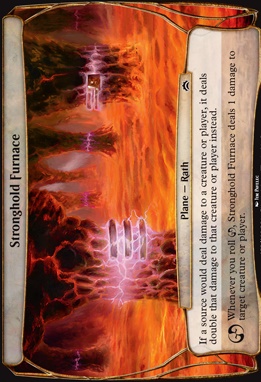 Stronghold Furnace
Plane — Rath
If a source would deal damage to a creature or player, it deals
double that damage to that creature or player instead.
Whenever you roll , Stronghold Furnace deals 1 damage to
target creature or player.